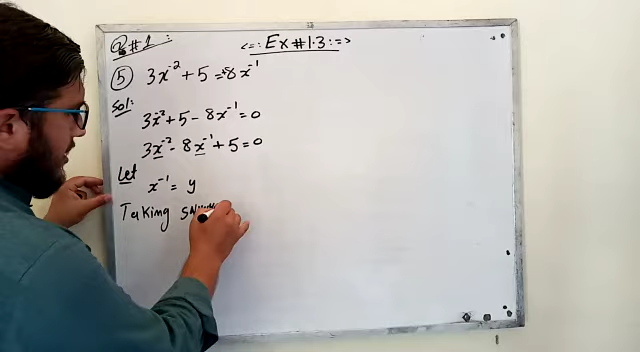 Q#1:
<=: Ex #1.3 :=>
⑤ 3x⁻² + 5 = 8x⁻¹
Sol:
3x⁻² + 5 - 8x⁻¹ = 0
3x⁻² - 8x⁻¹ + 5 = 0
Let
x⁻¹ = y
Taking